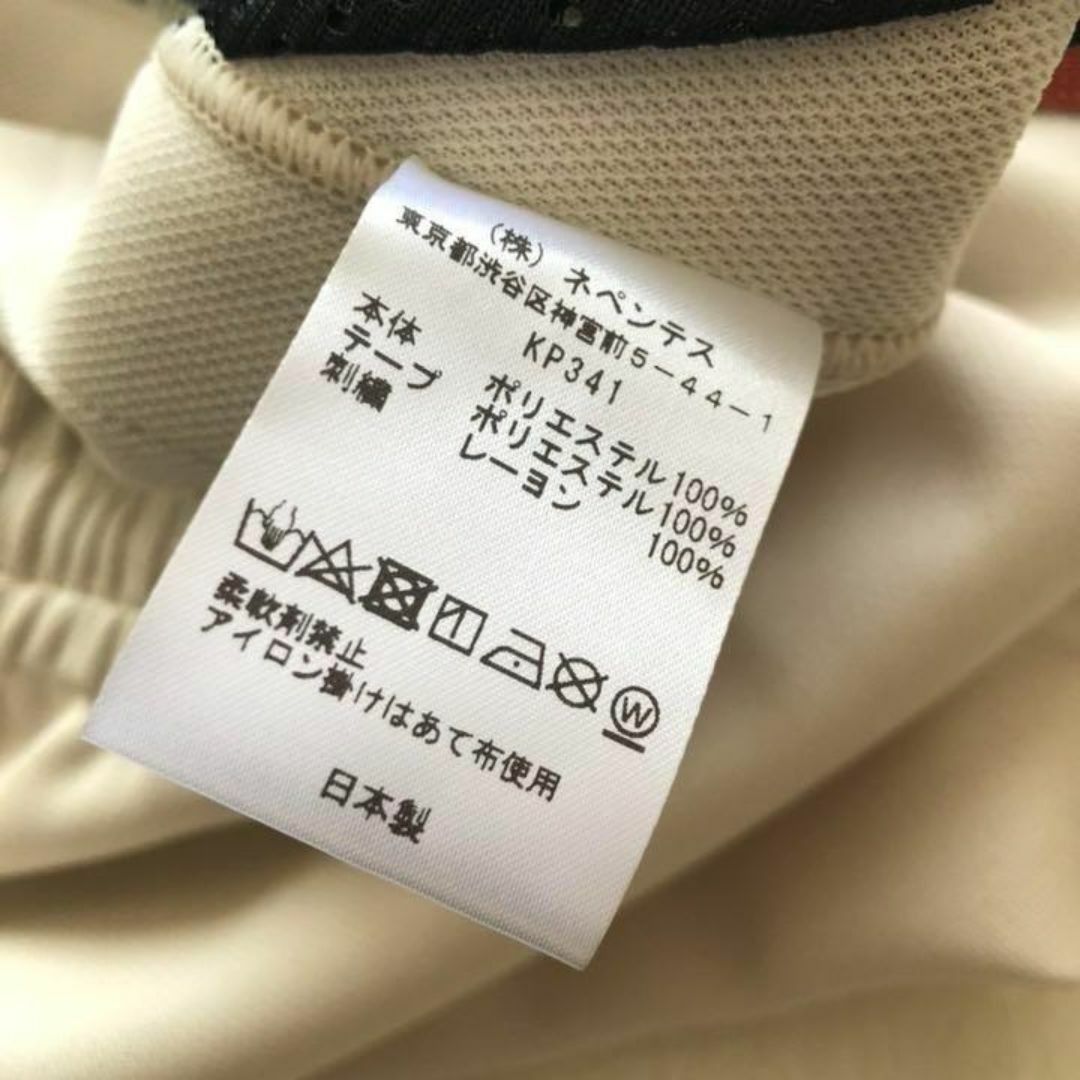 (株) ネペンテス
東京都渋谷区神宮前5-44-1
KP341
本体 ポリエステル100%
テープ ポリエステル100%
刺繍 レーヨン 100%
W
柔軟剤禁止
アイロン掛けはあて布使用
日本製